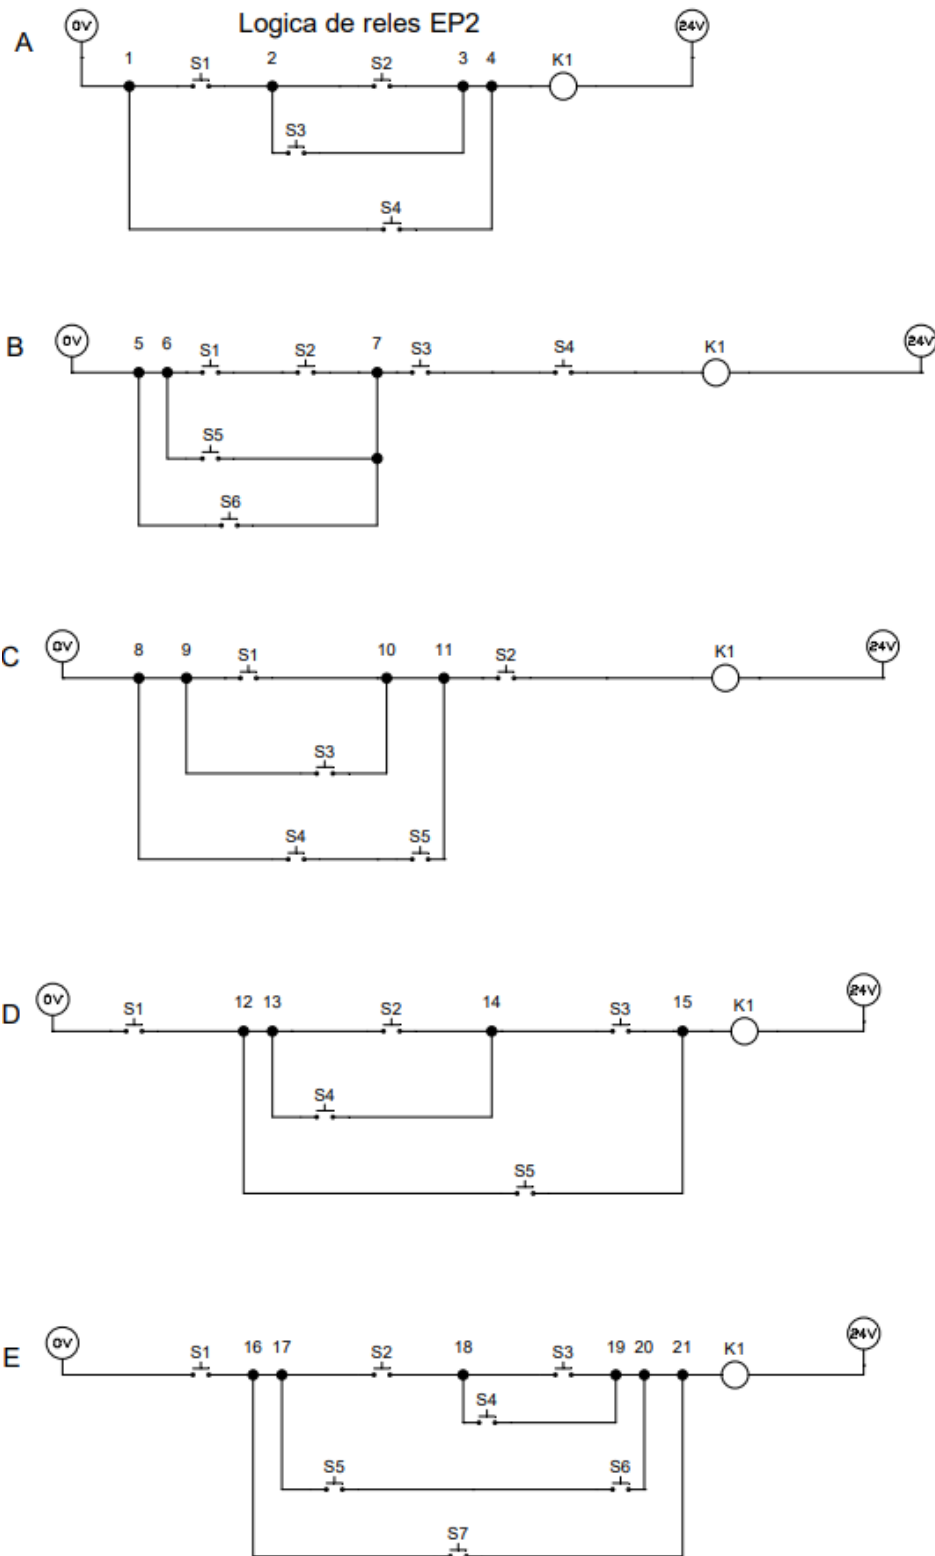 Logica de reles EP2
A 0V 24V
1 S1 2 S2 3 4 K1
S3
S4
B 0V 24V
5 6 S1 S2 7 S3 S4 K1
S5
S6
C 0V 24V
8 9 S1 10 11 S2 K1
S3
S4 S5
D 0V 24V
S1 12 13 S2 14 S3 15 K1
S4
S5
E 0V 24V
S1 16 17 S2 18 S3 19 20 21 K1
S4
S5 S6
S7